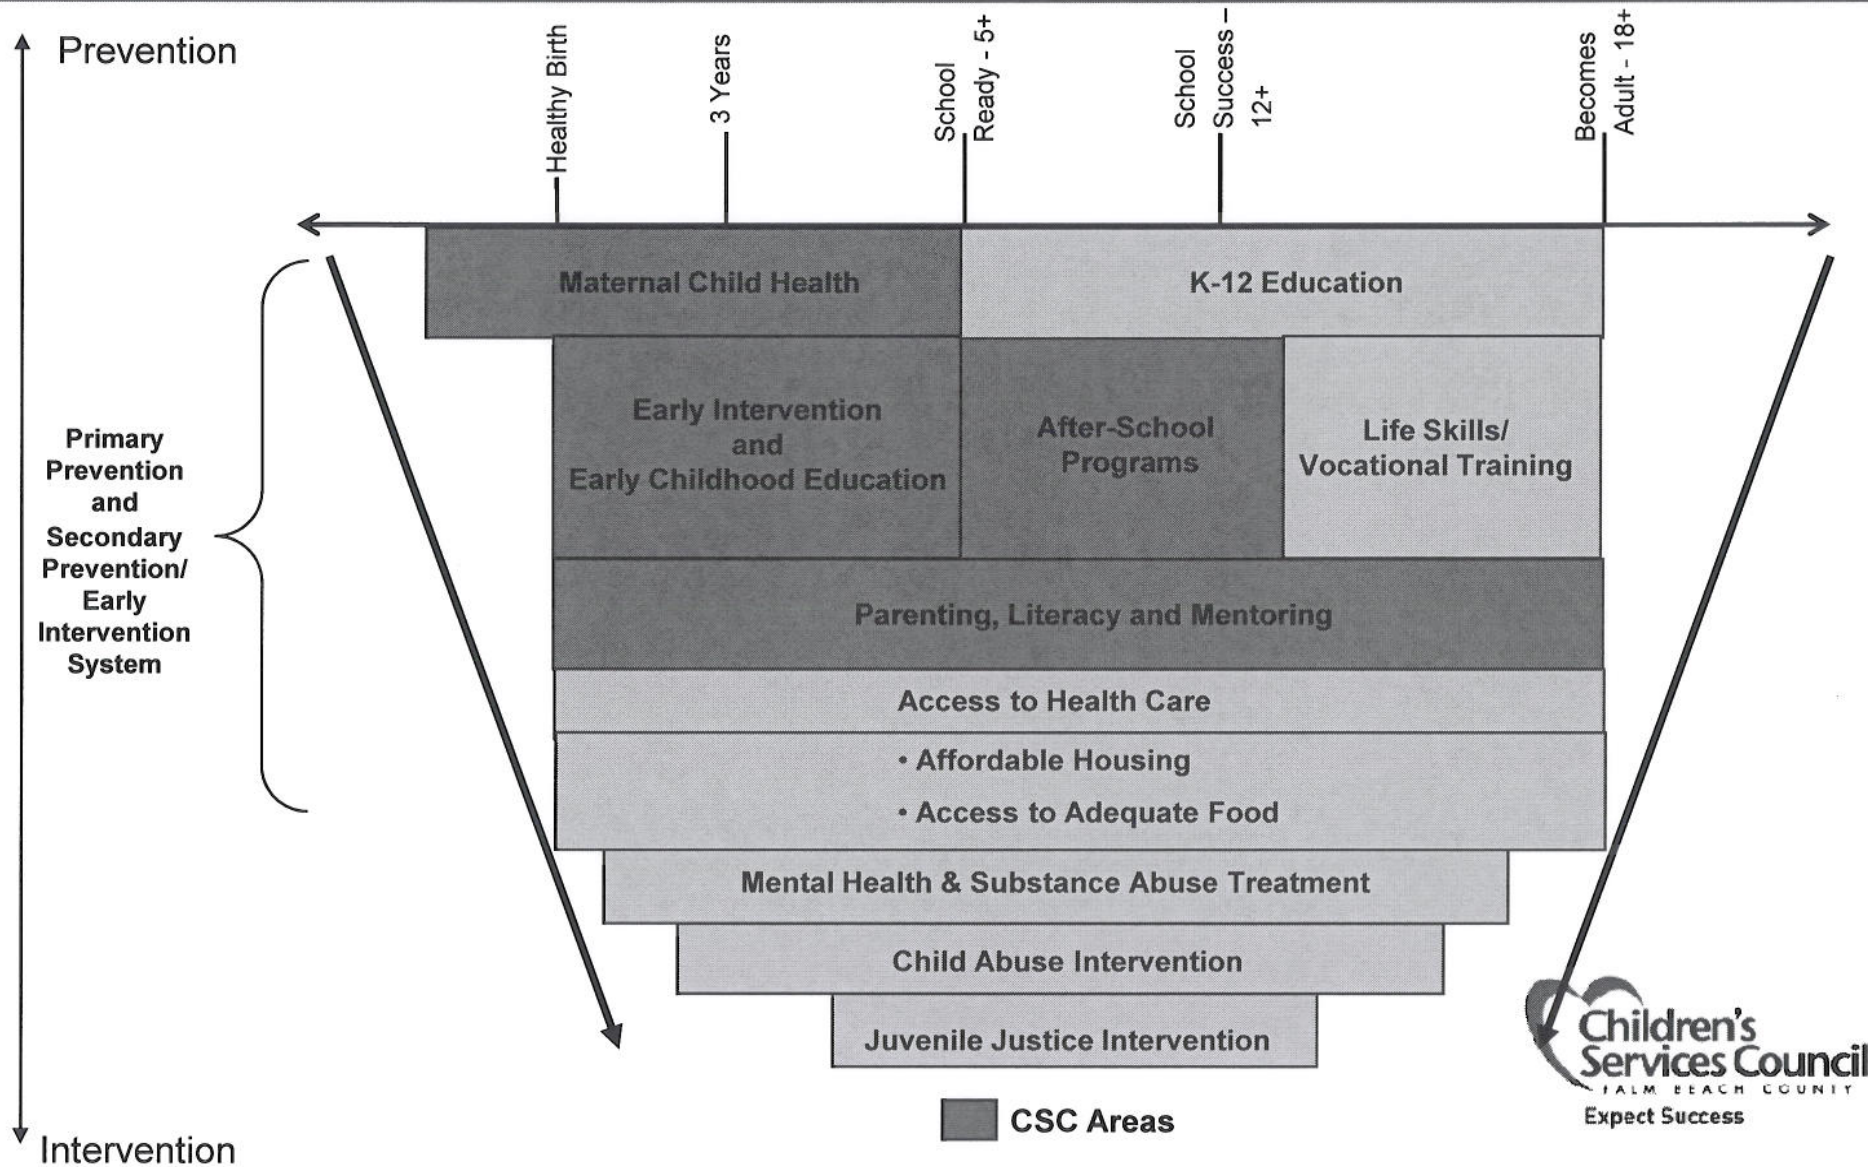 Prevention
Healthy Birth
3 Years
School
Ready - 5+
School
Success –
12+
Becomes
Adult - 18+
Maternal Child Health
K-12 Education
Early Intervention
and
Early Childhood Education
After-School
Programs
Life Skills/
Vocational Training
Primary
Prevention
and
Secondary
Prevention/
Early
Intervention
System
Parenting, Literacy and Mentoring
Access to Health Care
• Affordable Housing
• Access to Adequate Food
Mental Health & Substance Abuse Treatment
Child Abuse Intervention
Juvenile Justice Intervention
Children's
Services Council
PALM BEACH COUNTY
Expect Success
CSC Areas
Intervention